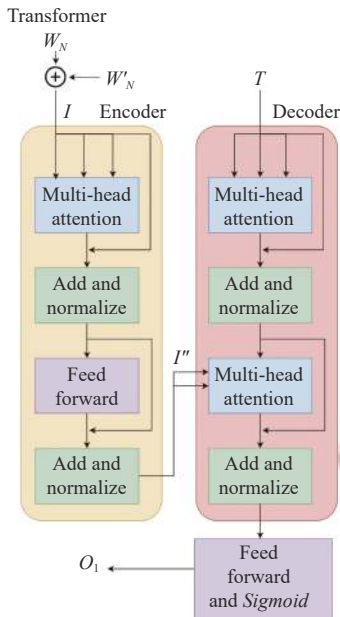 Transformer
W_N
W'_N
I Encoder
Multi-head
attention
Add and
normalize
Feed
forward
Add and
normalize
I″
T
Decoder
Multi-head
attention
Add and
normalize
Multi-head
attention
Add and
normalize
Feed
forward
and Sigmoid
O₁